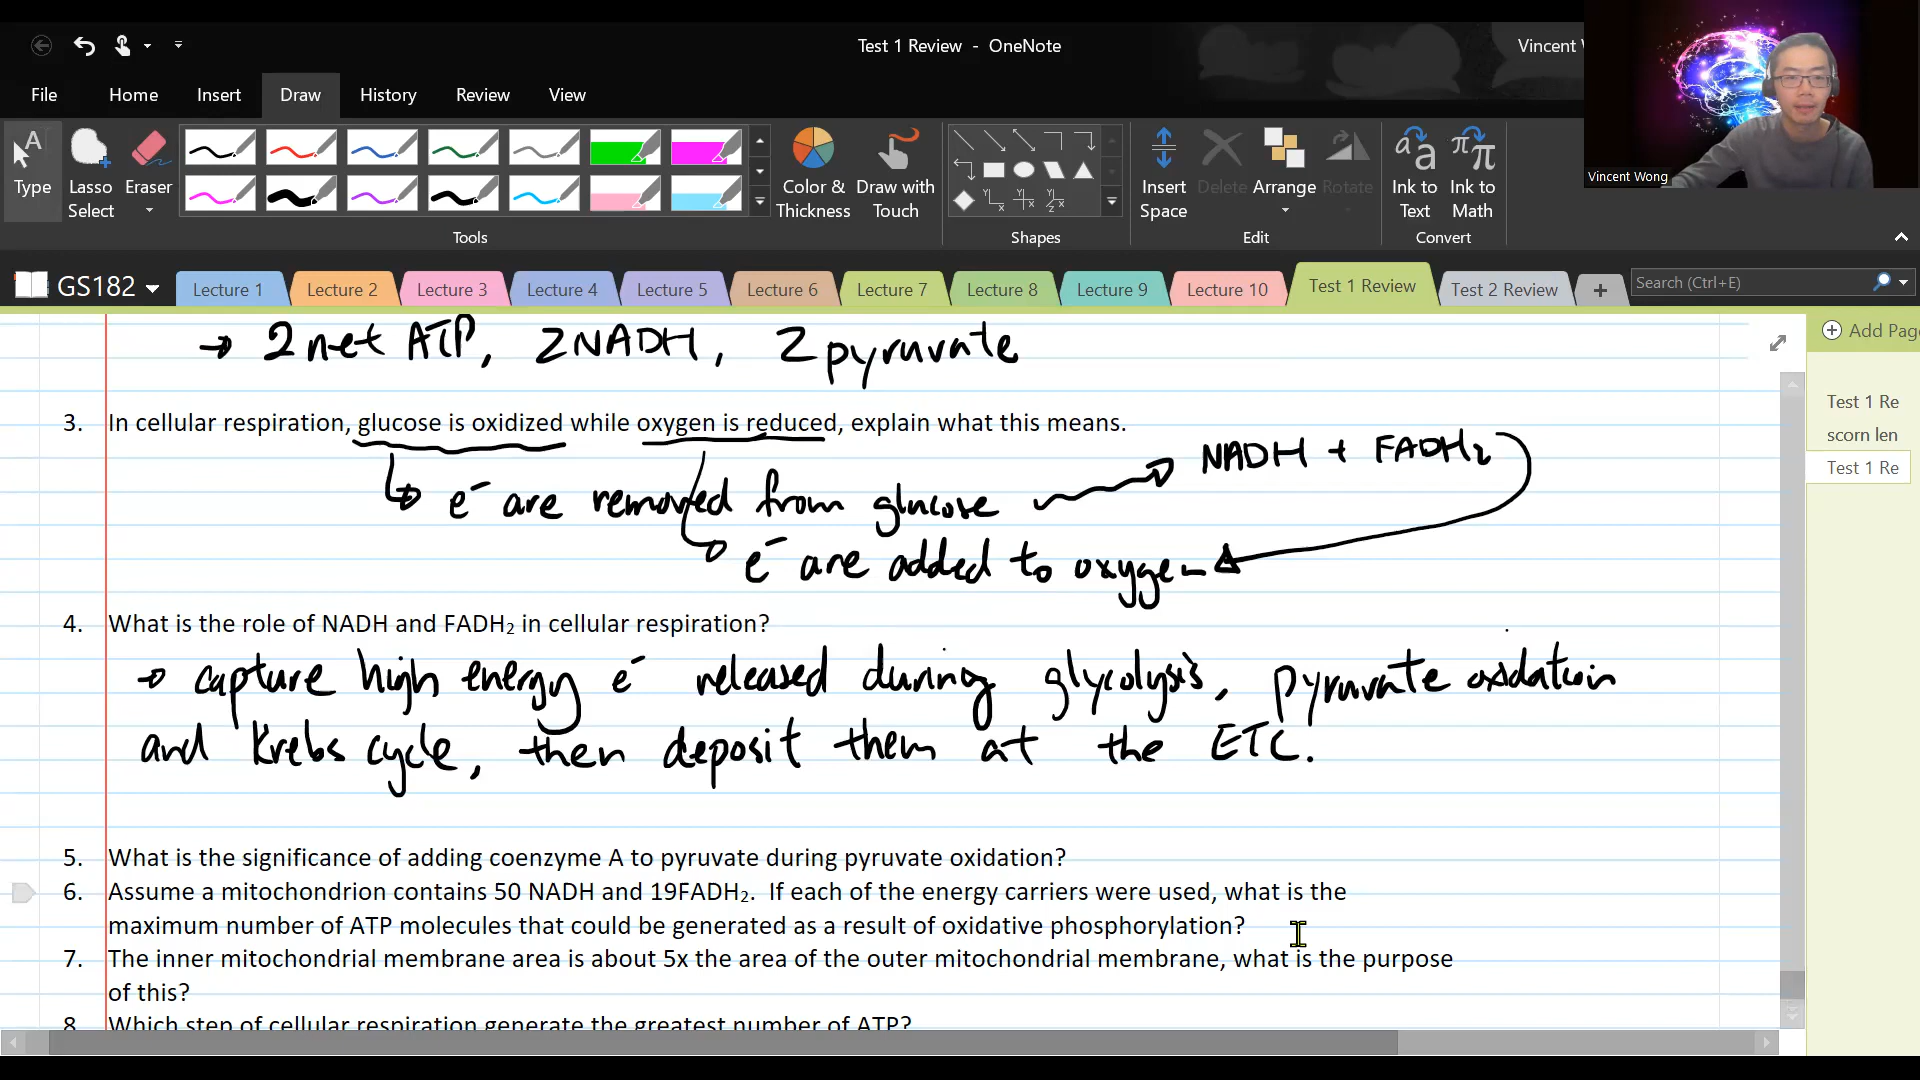 Test 1 Review - OneNote
Vincent W
File Home Insert Draw History Review View
Type
Lasso Select
Eraser
Color & Thickness
Draw with Touch
Insert Space
Delete
Arrange
Rotate
Ink to Text
Ink to Math
Tools Shapes Edit Convert
Vincent Wong
GS182
Lecture 1 Lecture 2 Lecture 3 Lecture 4 Lecture 5 Lecture 6 Lecture 7 Lecture 8 Lecture 9 Lecture 10 Test 1 Review Test 2 Review
Search (Ctrl+E)
Add Pag
Test 1 Re
scorn len
Test 1 Re
→ 2 net ATP, 2NADH, 2 pyruvate
3. In cellular respiration, glucose is oxidized while oxygen is reduced, explain what this means.
NADH + FADH₂
e⁻ are removed from glucose
e⁻ are added to oxygen
4. What is the role of NADH and FADH₂ in cellular respiration?
→ capture high energy e⁻ released during glycolysis, pyruvate oxidation
and Krebs cycle, then deposit them at the ETC.
5. What is the significance of adding coenzyme A to pyruvate during pyruvate oxidation?
6. Assume a mitochondrion contains 50 NADH and 19FADH₂. If each of the energy carriers were used, what is the
maximum number of ATP molecules that could be generated as a result of oxidative phosphorylation?
7. The inner mitochondrial membrane area is about 5x the area of the outer mitochondrial membrane, what is the purpose
of this?
8. Which step of cellular respiration generate the greatest number of ATP?